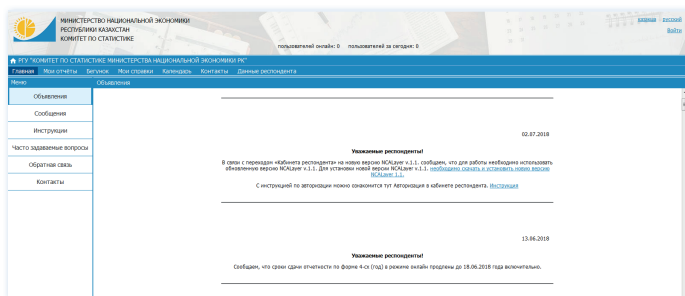 МИНИСТЕРСТВО НАЦИОНАЛЬНОЙ ЭКОНОМИКИ
РЕСПУБЛИКИ КАЗАХСТАН
КОМИТЕТ ПО СТАТИСТИКЕ
қазақша русский
Войти
пользователей онлайн: 0 пользователей за сегодня: 0
РГУ "КОМИТЕТ ПО СТАТИСТИКЕ МИНИСТЕРСТВА НАЦИОНАЛЬНОЙ ЭКОНОМИКИ РК"
Главная Мои отчёты Бегунок Мои справки Календарь Контакты Данные респондента
Меню
Объявления
Сообщения
Инструкции
Часто задаваемые вопросы
Обратная связь
Контакты
Объявления
02.07.2018
Уважаемые респонденты!
В связи с переходом «Кабинета респондента» на новую версию NCALayer v.1.1. сообщаем, что для работы необходимо использовать
обновленную версию NCALayer v.1.1. Для установки новой версии NCALayer v.1.1. необходимо скачать и установить новую версию
NCALayer 1.1.
С инструкцией по авторизации можно ознакомится тут Авторизация в кабинете респондента. Инструкция
13.06.2018
Уважаемые респонденты!
Сообщаем, что сроки сдачи отчетности по форме 4-сх (год) в режиме онлайн продлены до 18.06.2018 года включительно.